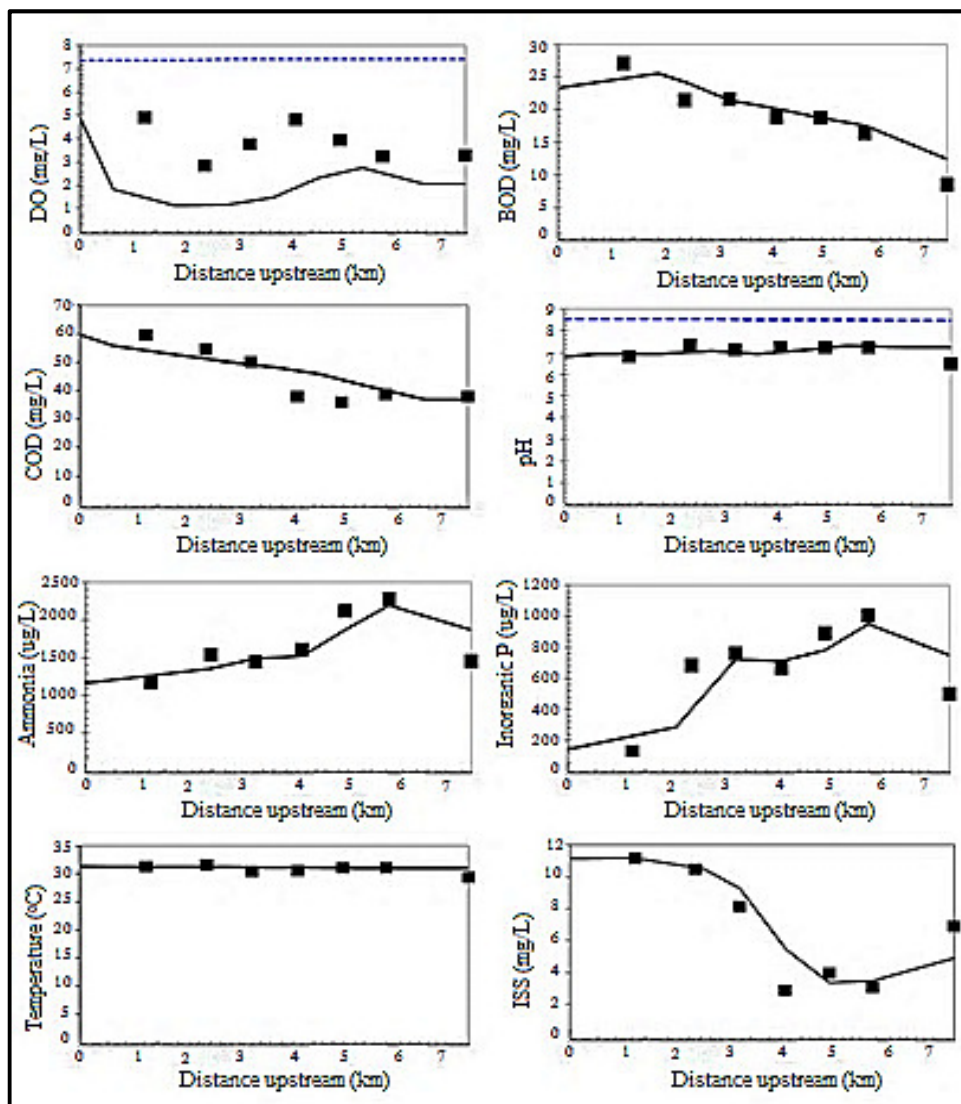 8
7
6
5
4
3
2
1
0
DO (mg/L)
0 1 2 3 4 5 6 7
Distance upstream (km)
30
25
20
15
10
5
0
BOD (mg/L)
0 1 2 3 4 5 6 7
Distance upstream (km)
70
60
50
40
30
20
10
0
COD (mg/L)
0 1 2 3 4 5 6 7
Distance upstream (km)
9
8
7
6
5
4
3
2
1
0
pH
0 1 2 3 4 5 6 7
Distance upstream (km)
2500
2000
1500
1000
500
0
Ammonia (ug/L)
0 1 2 3 4 5 6 7
Distance upstream (km)
1200
1000
800
600
400
200
0
Inorganic P (ug/L)
0 1 2 3 4 5 6 7
Distance upstream (km)
35
30
25
20
15
10
5
0
Temperature (°C)
0 1 2 3 4 5 6 7
Distance upstream (km)
12
10
8
6
4
2
0
ISS (mg/L)
0 1 2 3 4 5 6 7
Distance upstream (km)